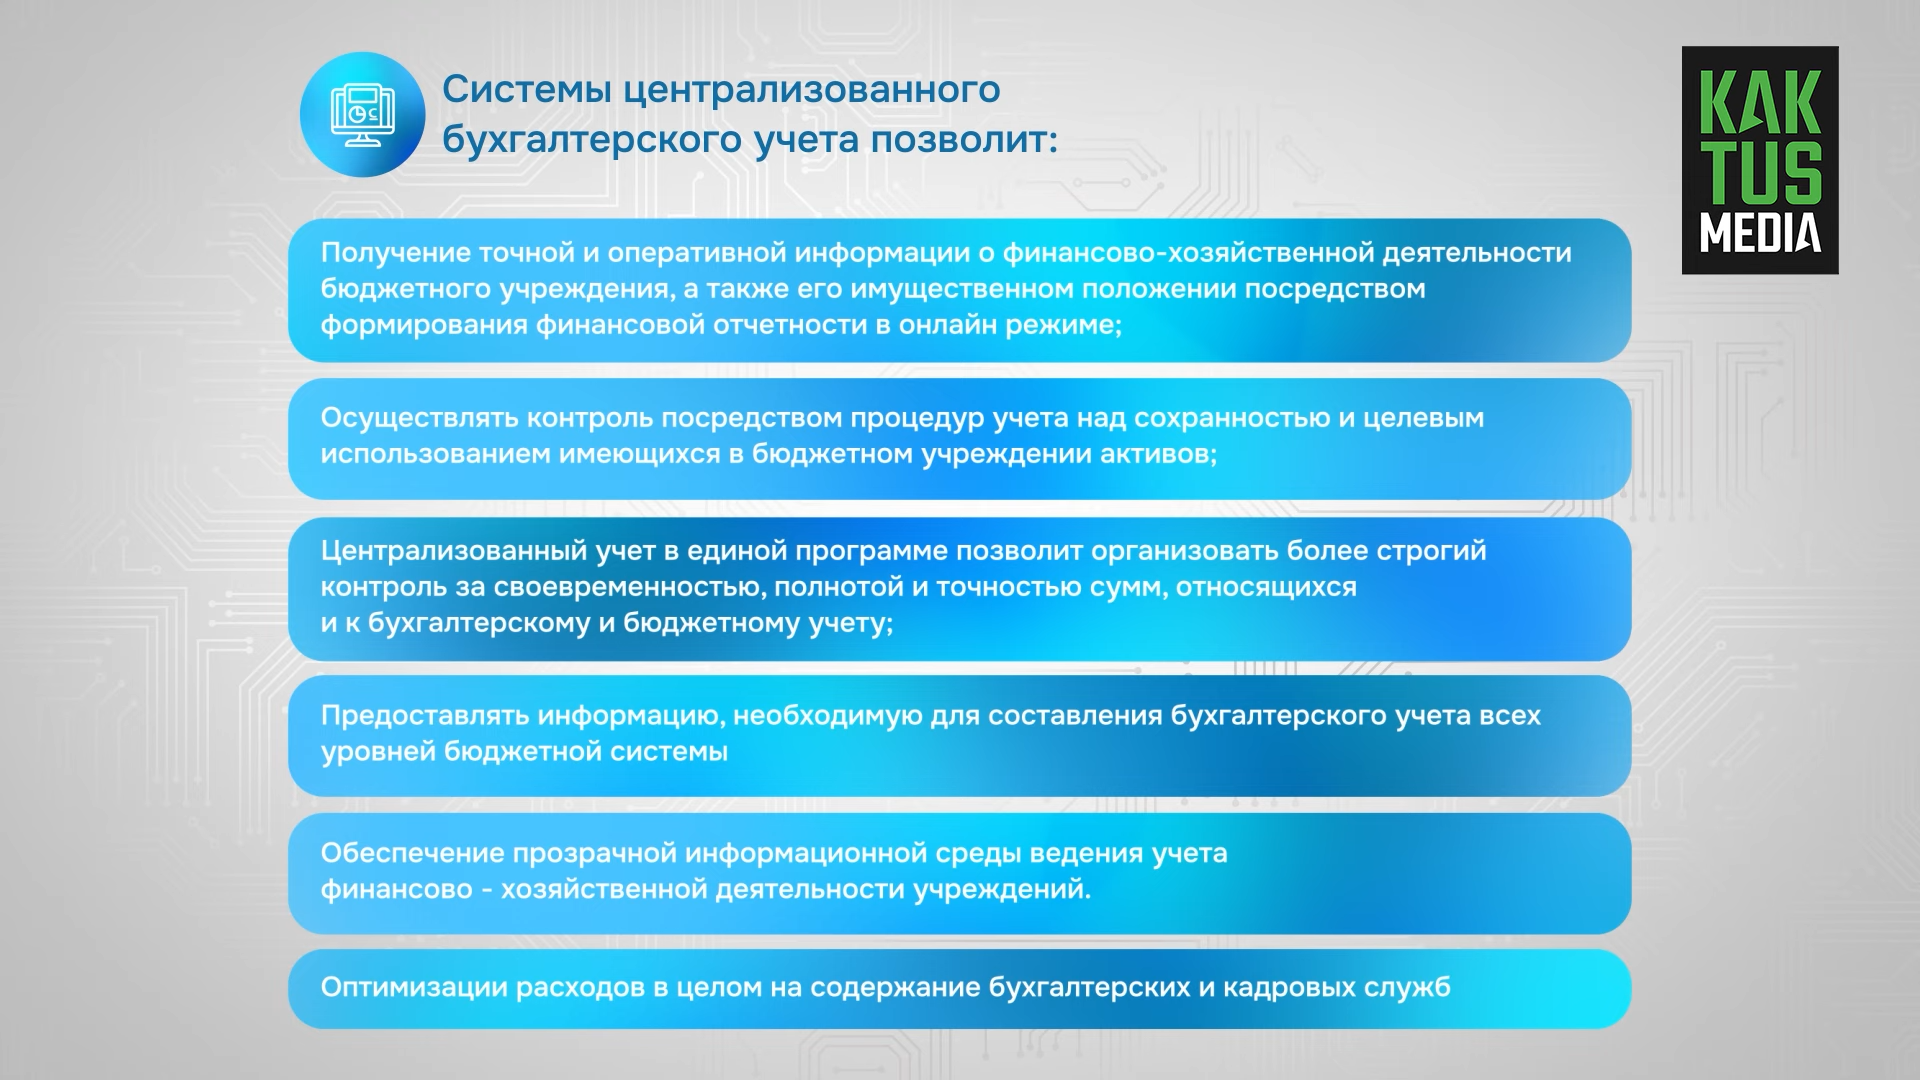 Системы централизованного
бухгалтерского учета позволит:
KAK
TUS
MEDIA
Получение точной и оперативной информации о финансово-хозяйственной деятельности
бюджетного учреждения, а также его имущественном положении посредством
формирования финансовой отчетности в онлайн режиме;
Осуществлять контроль посредством процедур учета над сохранностью и целевым
использованием имеющихся в бюджетном учреждении активов;
Централизованный учет в единой программе позволит организовать более строгий
контроль за своевременностью, полнотой и точностью сумм, относящихся
и к бухгалтерскому и бюджетному учету;
Предоставлять информацию, необходимую для составления бухгалтерского учета всех
уровней бюджетной системы
Обеспечение прозрачной информационной среды ведения учета
финансово - хозяйственной деятельности учреждений.
Оптимизации расходов в целом на содержание бухгалтерских и кадровых служб